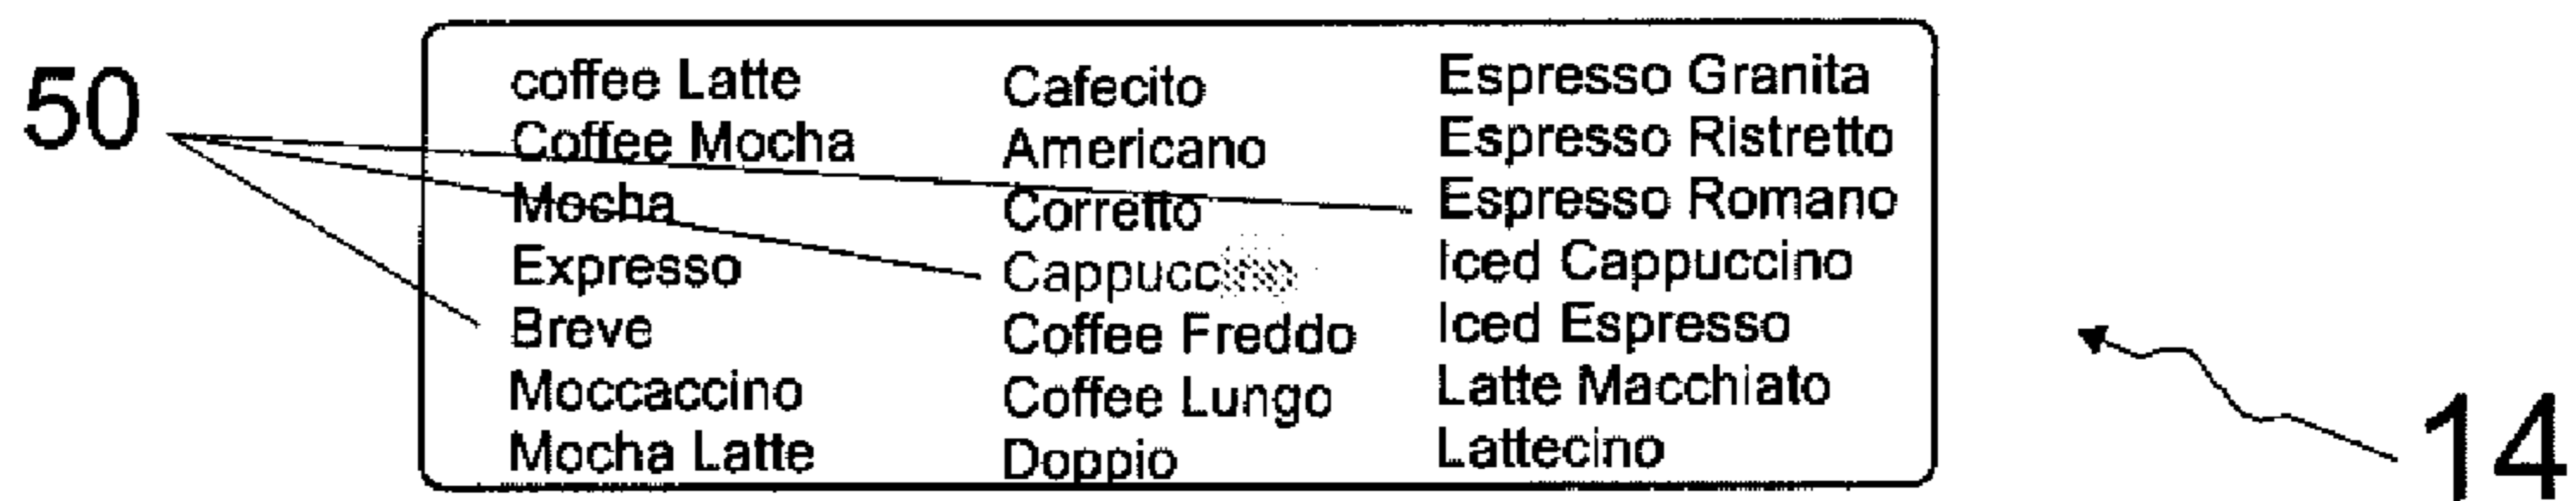 50
coffee Latte
Coffee Mocha
Mocha
Expresso
Breve
Moccaccino
Mocha Latte
Cafecito
Americano
Corretto
Coffee Freddo
Coffee Lungo
Doppio
Espresso Granita
Espresso Ristretto
Espresso Romano
Iced Cappuccino
Iced Espresso
Latte Macchiato
Lattecino
14